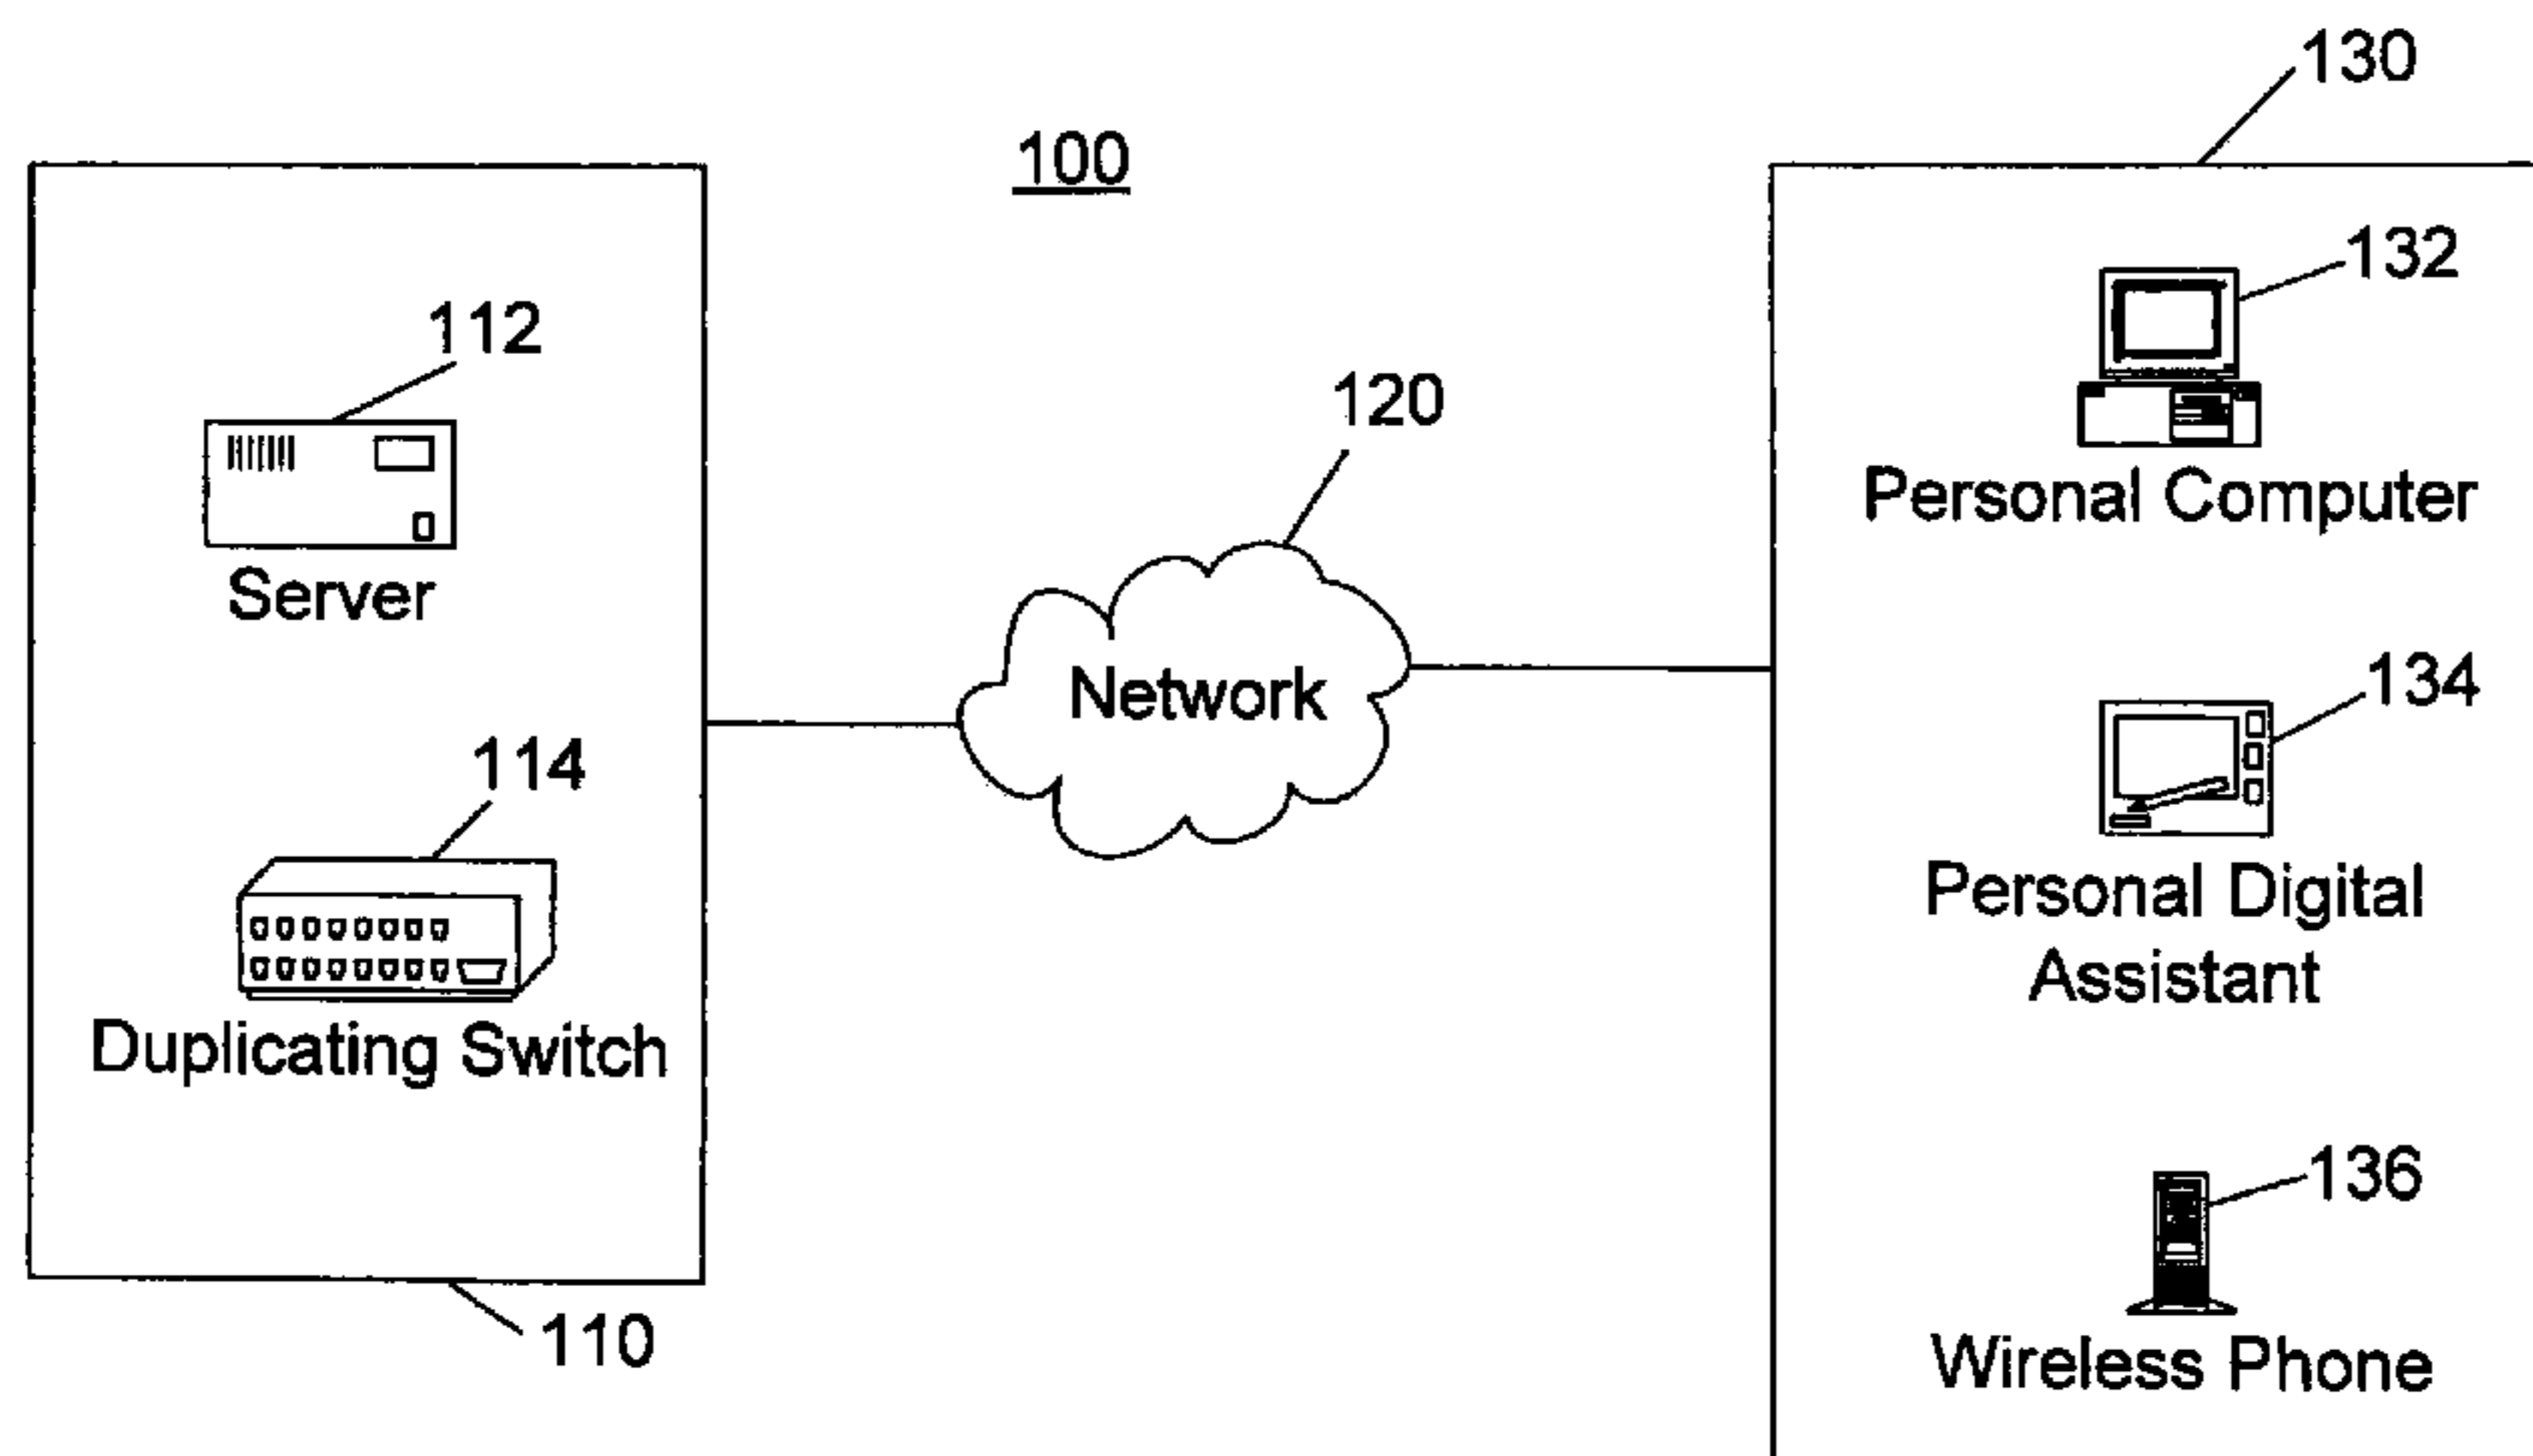 130
100
132
112
Personal Computer
120
Server
134
Network
114
Personal Digital
Assistant
Duplicating Switch
136
110
Wireless Phone